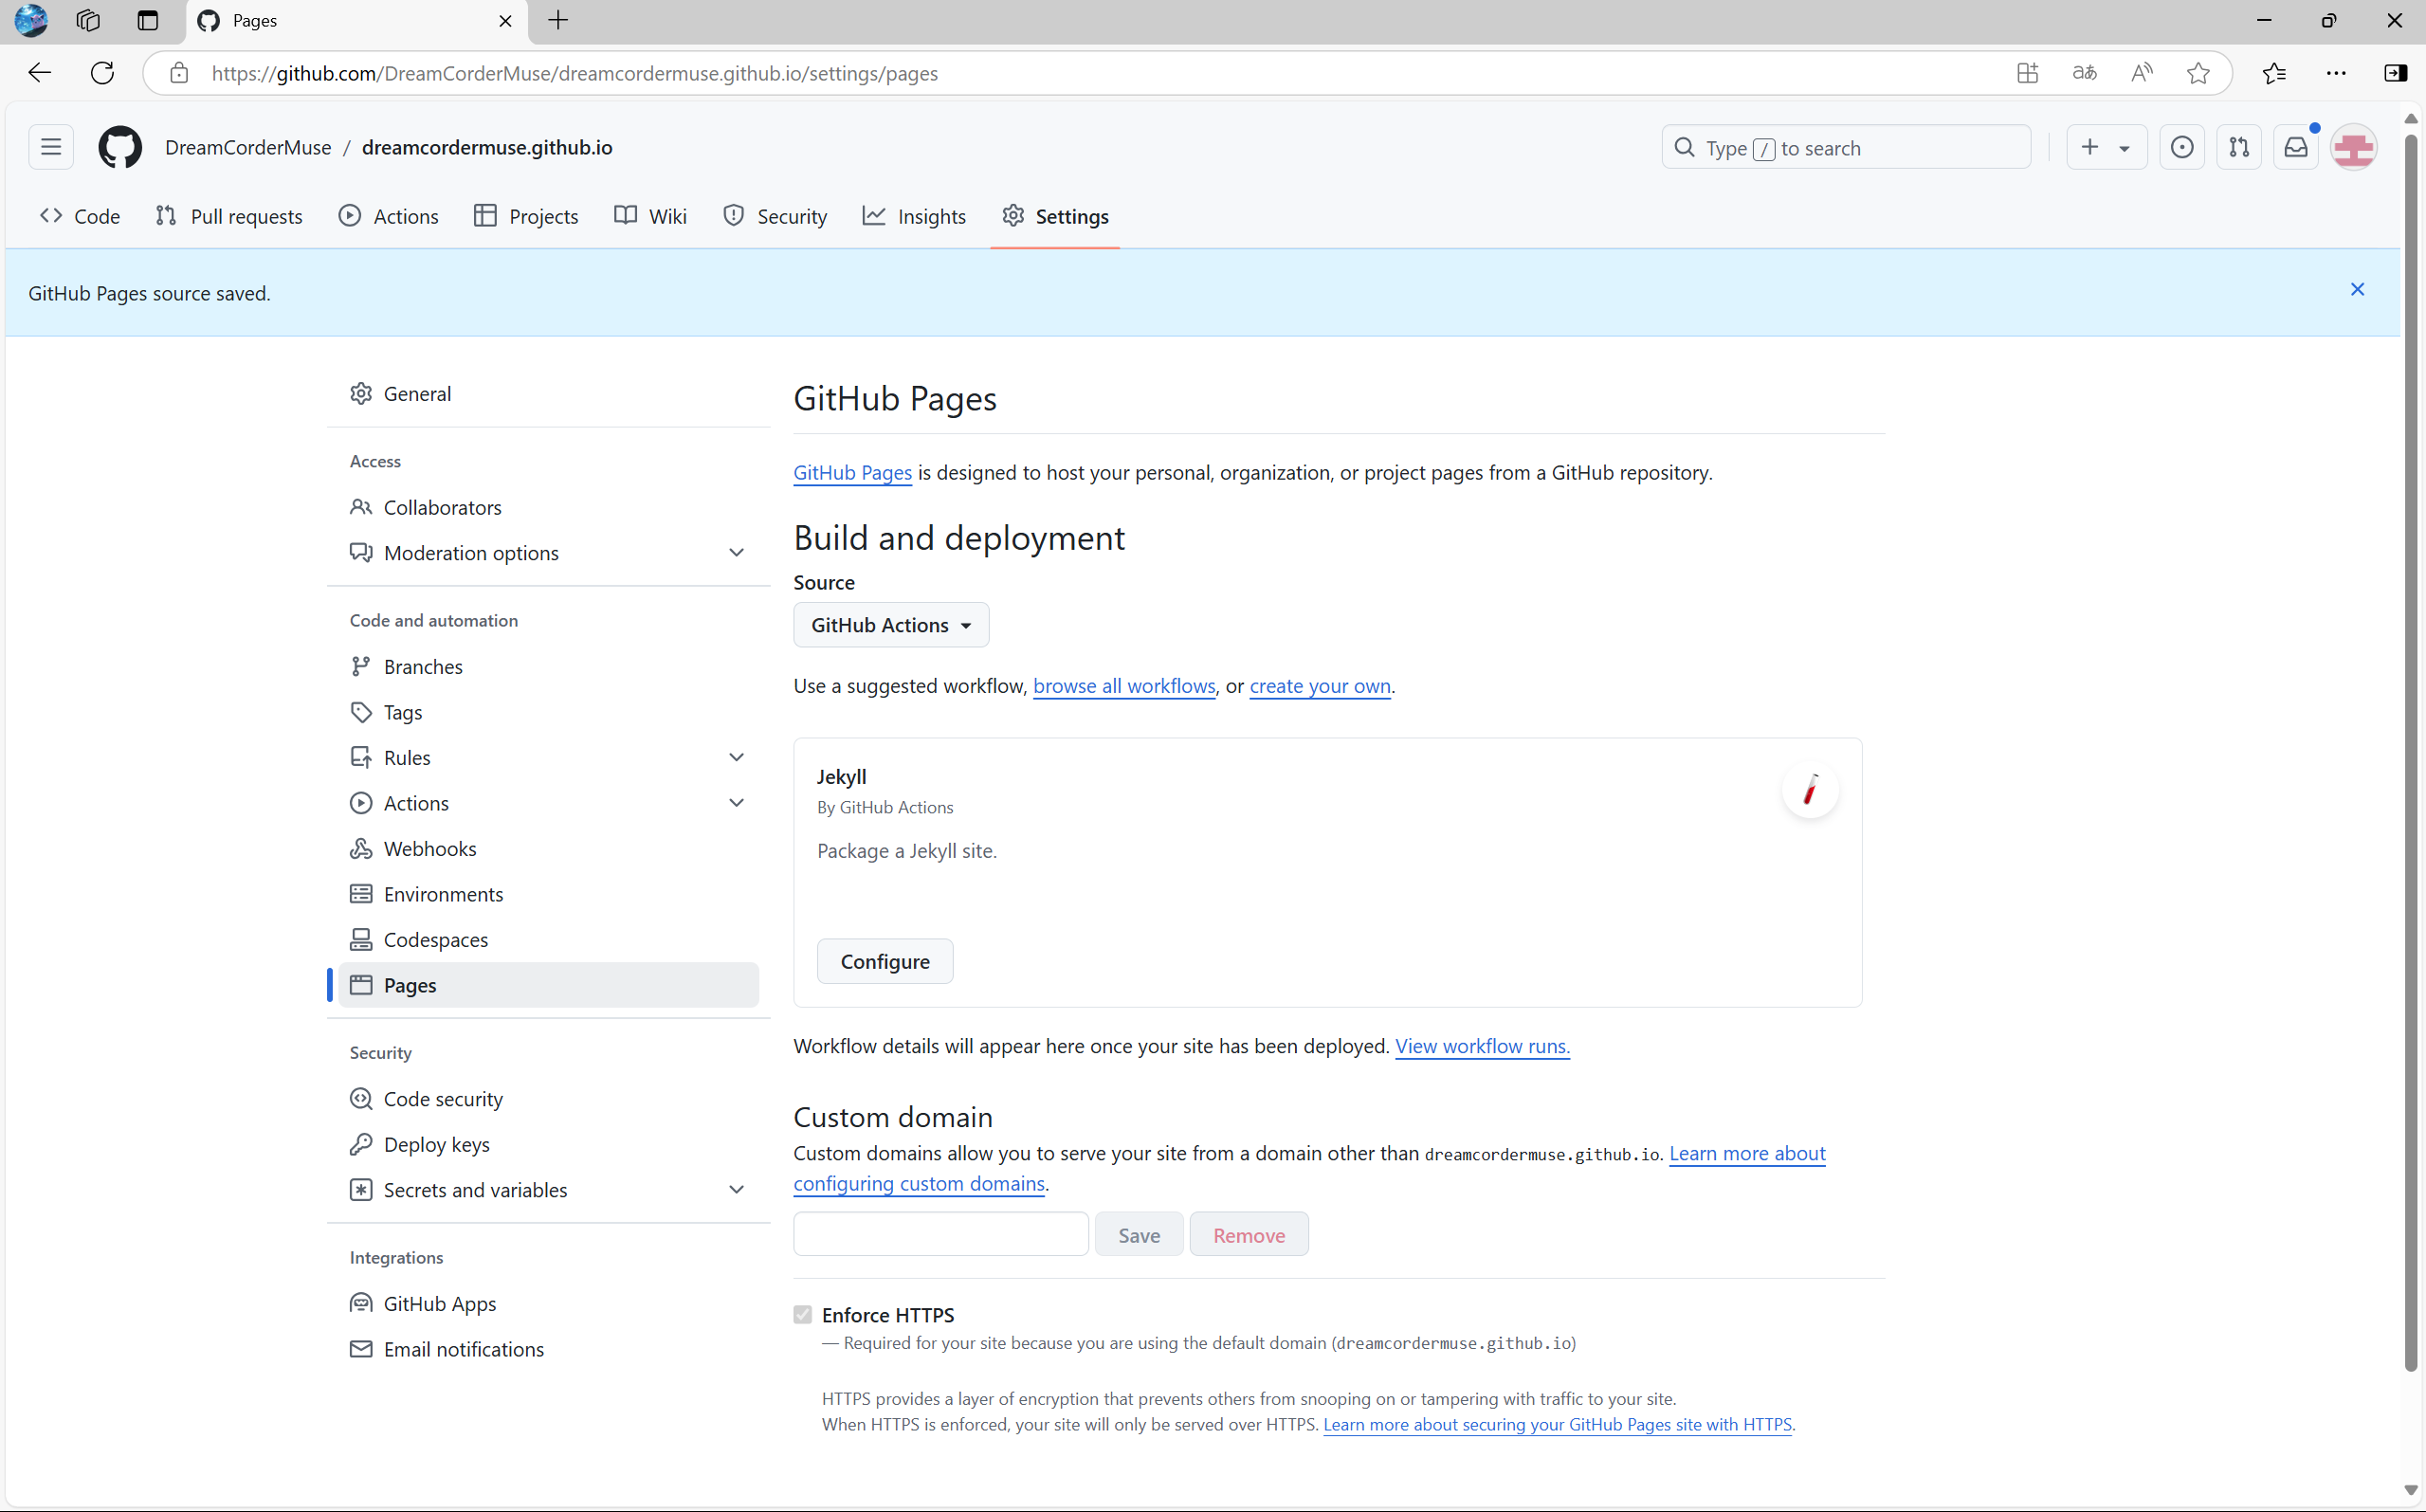 Pages
https://github.com/DreamCorderMuse/dreamcordermuse.github.io/settings/pages
DreamCorderMuse / dreamcordermuse.github.io
Type / to search
Code
Pull requests
Actions
Projects
Wiki
Security
Insights
Settings
GitHub Pages source saved.
General
Access
Collaborators
Moderation options
Code and automation
Branches
Tags
Rules
Actions
Webhooks
Environments
Codespaces
Pages
Security
Code security
Deploy keys
Secrets and variables
Integrations
GitHub Apps
Email notifications
GitHub Pages
GitHub Pages is designed to host your personal, organization, or project pages from a GitHub repository.
Build and deployment
Source
GitHub Actions
Use a suggested workflow, browse all workflows, or create your own.
Jekyll
By GitHub Actions
Package a Jekyll site.
Configure
Workflow details will appear here once your site has been deployed. View workflow runs.
Custom domain
Custom domains allow you to serve your site from a domain other than dreamcordermuse.github.io. Learn more about
configuring custom domains.
Save
Remove
Enforce HTTPS
— Required for your site because you are using the default domain (dreamcordermuse.github.io)
HTTPS provides a layer of encryption that prevents others from snooping on or tampering with traffic to your site.
When HTTPS is enforced, your site will only be served over HTTPS. Learn more about securing your GitHub Pages site with HTTPS.